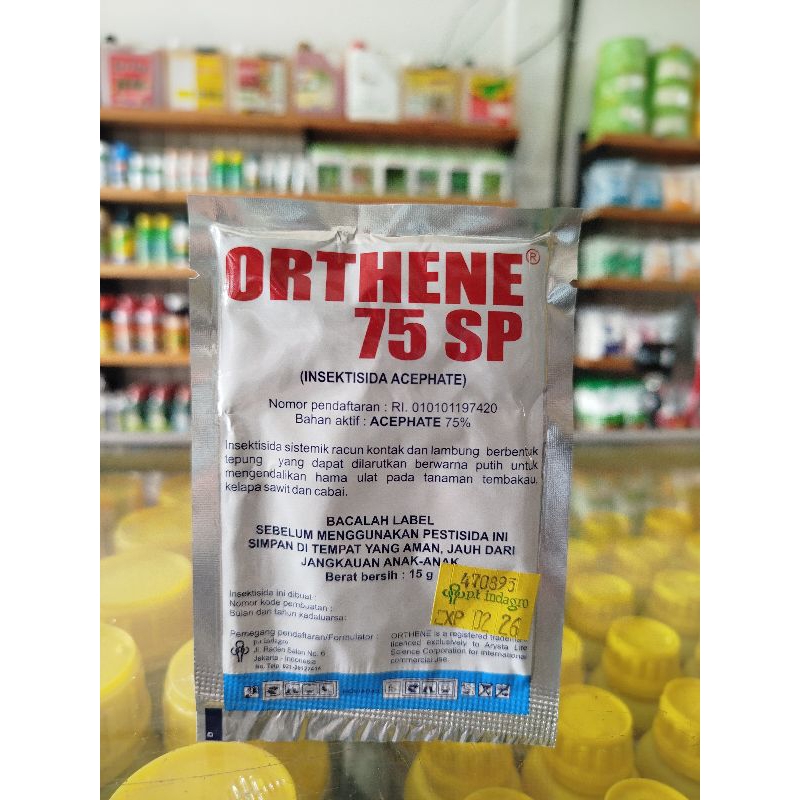 ORTHENE®
75 SP
(INSEKTISIDA ACEPHATE)
Nomor pendaftaran : RI. 010101197420
Bahan aktif : ACEPHATE 75%
Insektisida sistemik racun kontak dan lambung berbentuk
tepung yang dapat dilarutkan berwarna putih untuk
mengendalikan hama ulat pada tanaman tembakau,
kelapa sawit dan cabai.
BACALAH LABEL
SEBELUM MENGGUNAKAN PESTISIDA INI
SIMPAN DI TEMPAT YANG AMAN, JAUH DARI
JANGKAUAN ANAK-ANAK
Berat bersih : 15 g
470895
p.t indagro
EXP 02 26
Insektisida ini dibuat :
Nomor kode pembuatan :
Bulan dan tahun kadaluarsa:
Pemegang pendaftaran/Formulator :
p.t indagro
Jl. Raden Saleh No. 6
Jakarta - Indonesia
ORTHENE is a registered trademark
licenced exclusively to Arysta Life
Science Corporation for international
commercial use.